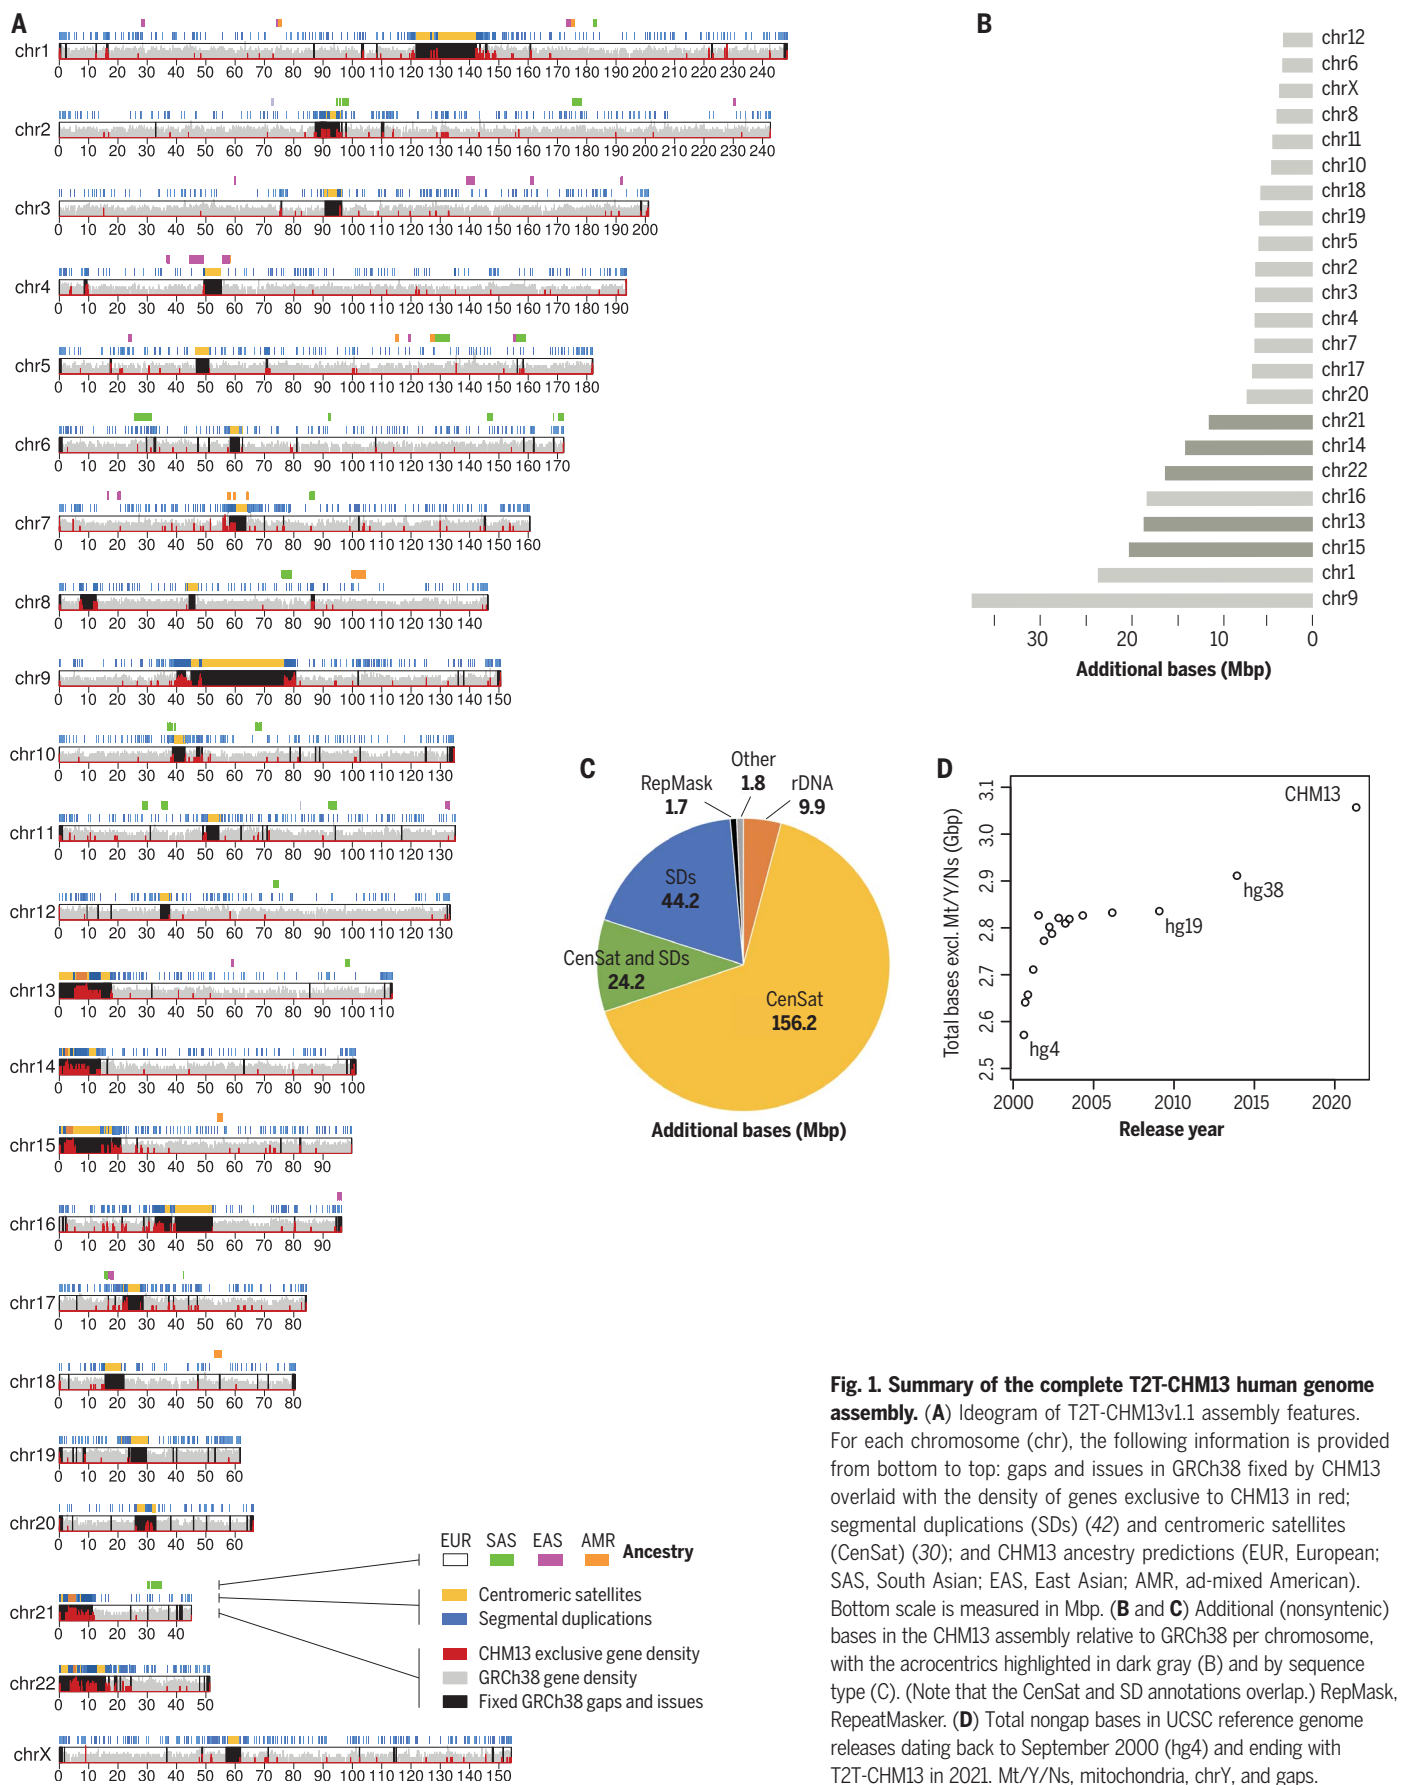 A
chr1
0 10 20 30 40 50 60 70 80 90 100 110 120 130 140 150 160 170 180 190 200 210 220 230 240
chr2
0 10 20 30 40 50 60 70 80 90 100 110 120 130 140 150 160 170 180 190 200 210 220 230 240
chr3
0 10 20 30 40 50 60 70 80 90 100 110 120 130 140 150 160 170 180 190 200
chr4
0 10 20 30 40 50 60 70 80 90 100 110 120 130 140 150 160 170 180 190
chr5
0 10 20 30 40 50 60 70 80 90 100 110 120 130 140 150 160 170 180
chr6
0 10 20 30 40 50 60 70 80 90 100 110 120 130 140 150 160 170
chr7
0 10 20 30 40 50 60 70 80 90 100 110 120 130 140 150 160
chr8
0 10 20 30 40 50 60 70 80 90 100 110 120 130 140
chr9
0 10 20 30 40 50 60 70 80 90 100 110 120 130 140 150
chr10
0 10 20 30 40 50 60 70 80 90 100 110 120 130
chr11
0 10 20 30 40 50 60 70 80 90 100 110 120 130
chr12
0 10 20 30 40 50 60 70 80 90 100 110 120 130
chr13
0 10 20 30 40 50 60 70 80 90 100 110
chr14
0 10 20 30 40 50 60 70 80 90 100
chr15
0 10 20 30 40 50 60 70 80 90
chr16
0 10 20 30 40 50 60 70 80 90
chr17
0 10 20 30 40 50 60 70 80
chr18
0 10 20 30 40 50 60 70 80
chr19
0 10 20 30 40 50 60
chr20
0 10 20 30 40 50 60
chr21
0 10 20 30 40
chr22
0 10 20 30 40 50
chrX
0 10 20 30 40 50 60 70 80 90 100 110 120 130 140 150
EUR SAS EAS AMR Ancestry
Centromeric satellites
Segmental duplications
CHM13 exclusive gene density
GRCh38 gene density
Fixed GRCh38 gaps and issues
B
chr12
chr6
chrX
chr8
chr11
chr10
chr18
chr19
chr5
chr2
chr3
chr4
chr7
chr17
chr20
chr21
chr14
chr22
chr16
chr13
chr15
chr1
chr9
30 20 10 0
Additional bases (Mbp)
C
Other
1.8
RepMask
1.7
rDNA
9.9
SDs
44.2
CenSat and SDs
24.2
CenSat
156.2
Additional bases (Mbp)
D
Total bases excl. Mt/Y/Ns (Gbp)
3.1
3.0
2.9
2.8
2.7
2.6
2.5
CHM13
hg38
hg19
hg4
2000 2005 2010 2015 2020
Release year
Fig. 1. Summary of the complete T2T-CHM13 human genome
assembly. (A) Ideogram of T2T-CHM13v1.1 assembly features.
For each chromosome (chr), the following information is provided
from bottom to top: gaps and issues in GRCh38 fixed by CHM13
overlaid with the density of genes exclusive to CHM13 in red;
segmental duplications (SDs) (42) and centromeric satellites
(CenSat) (30); and CHM13 ancestry predictions (EUR, European;
SAS, South Asian; EAS, East Asian; AMR, ad-mixed American).
Bottom scale is measured in Mbp. (B and C) Additional (nonsyntenic)
bases in the CHM13 assembly relative to GRCh38 per chromosome,
with the acrocentrics highlighted in dark gray (B) and by sequence
type (C). (Note that the CenSat and SD annotations overlap.) RepMask,
RepeatMasker. (D) Total nongap bases in UCSC reference genome
releases dating back to September 2000 (hg4) and ending with
T2T-CHM13 in 2021. Mt/Y/Ns, mitochondria, chrY, and gaps.